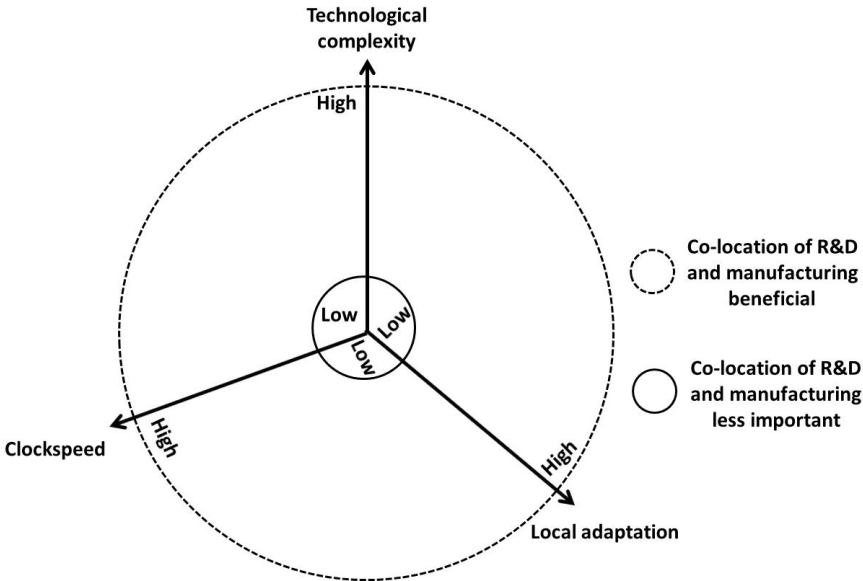 Technological
complexity
High
Low
Low
Low
High
Clockspeed
High
Local adaptation
Co-location of R&D
and manufacturing
beneficial
Co-location of R&D
and manufacturing
less important